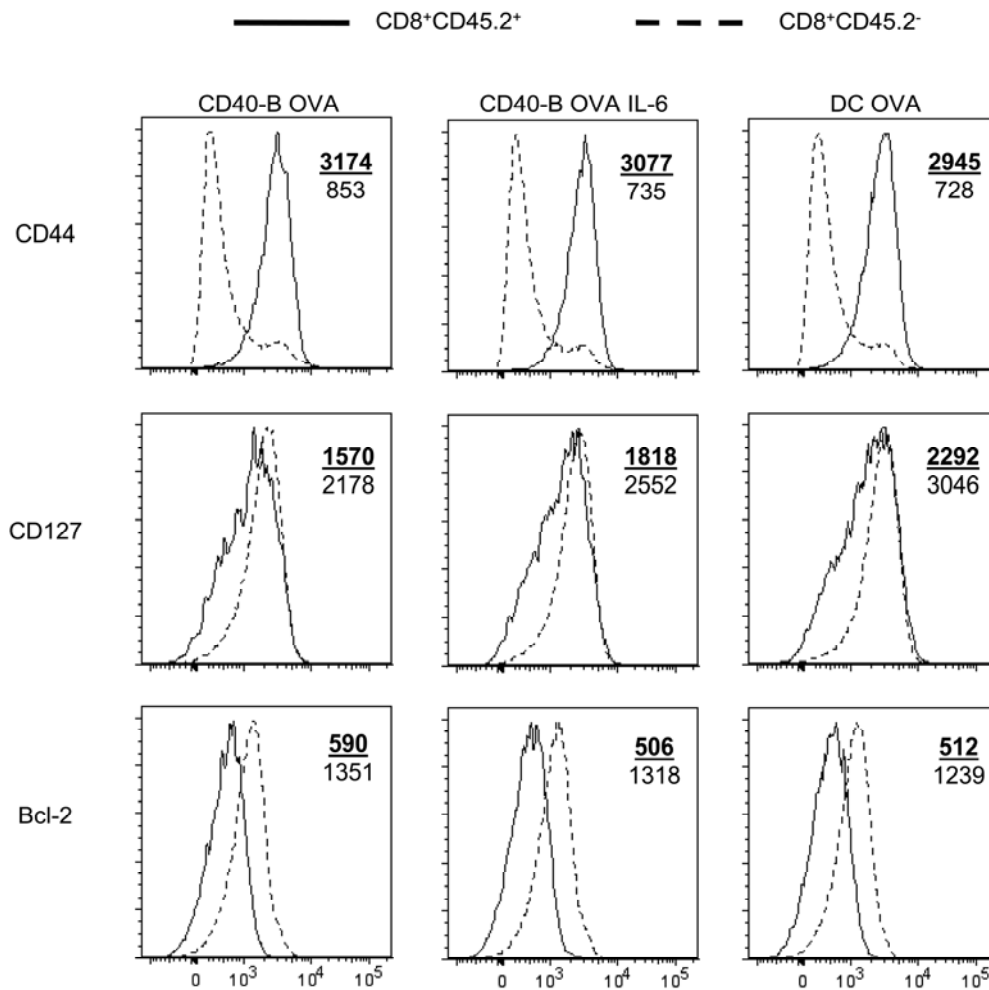 CD8+CD45.2+ CD8+CD45.2-
CD40-B OVA CD40-B OVA IL-6 DC OVA
CD44
3174 3077 2945
853 735 728
CD127
1570 1818 2292
2178 2552 3046
Bcl-2
590 506 512
1351 1318 1239
0 10³ 10⁴ 10⁵ 0 10³ 10⁴ 10⁵ 0 10³ 10⁴ 10⁵